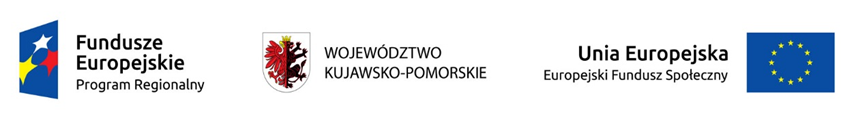 Fundusze
Europejskie
Program Regionalny
WOJEWÓDZTWO
KUJAWSKO-POMORSKIE
Unia Europejska
Europejski Fundusz Społeczny